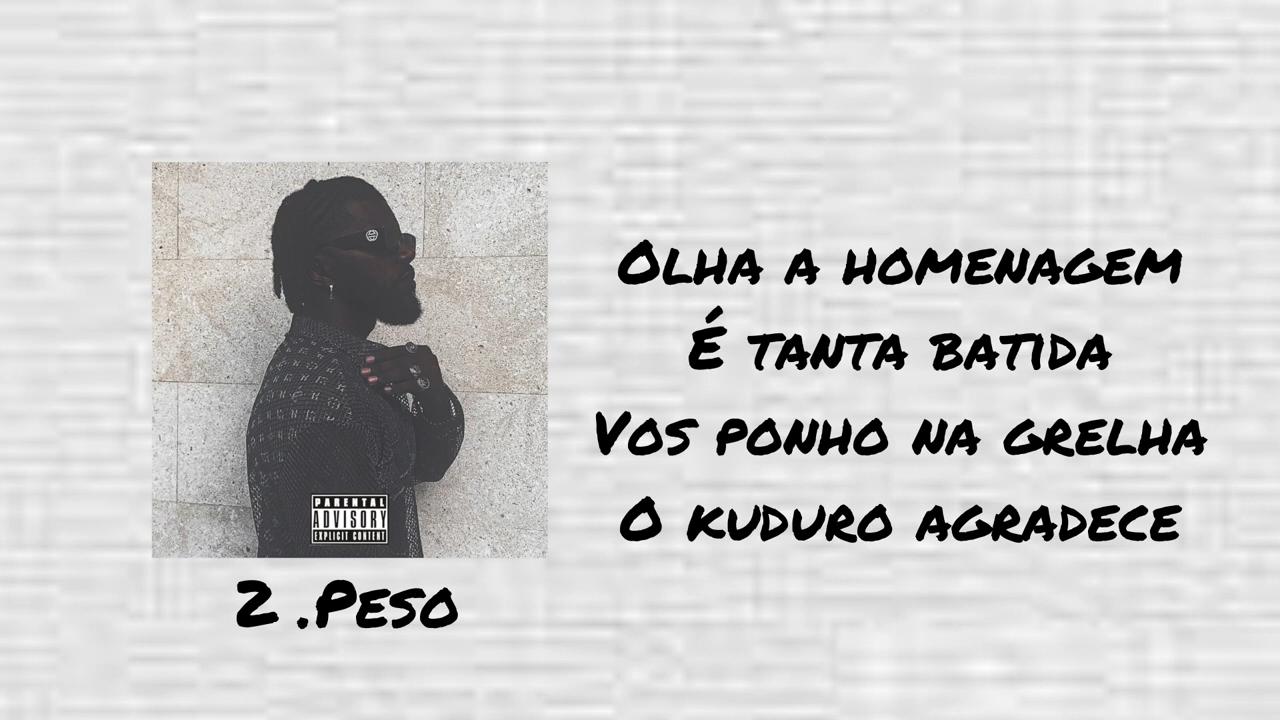 PARENTAL
ADVISORY
EXPLICIT CONTENT
2 .Peso
Olha a homenagem
É tanta batida
Vos ponho na grelha
O kuduro agradece